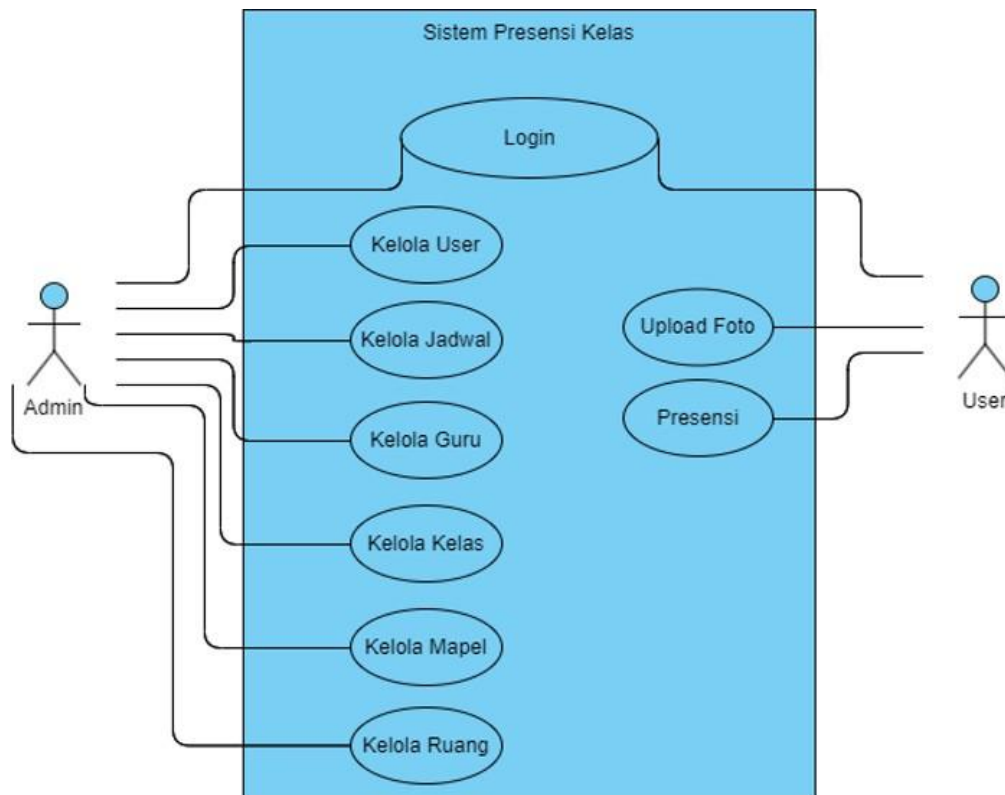 Sistem Presensi Kelas
Login
Kelola User
Kelola Jadwal
Upload Foto
Admin
User
Kelola Guru
Presensi
Kelola Kelas
Kelola Mapel
Kelola Ruang